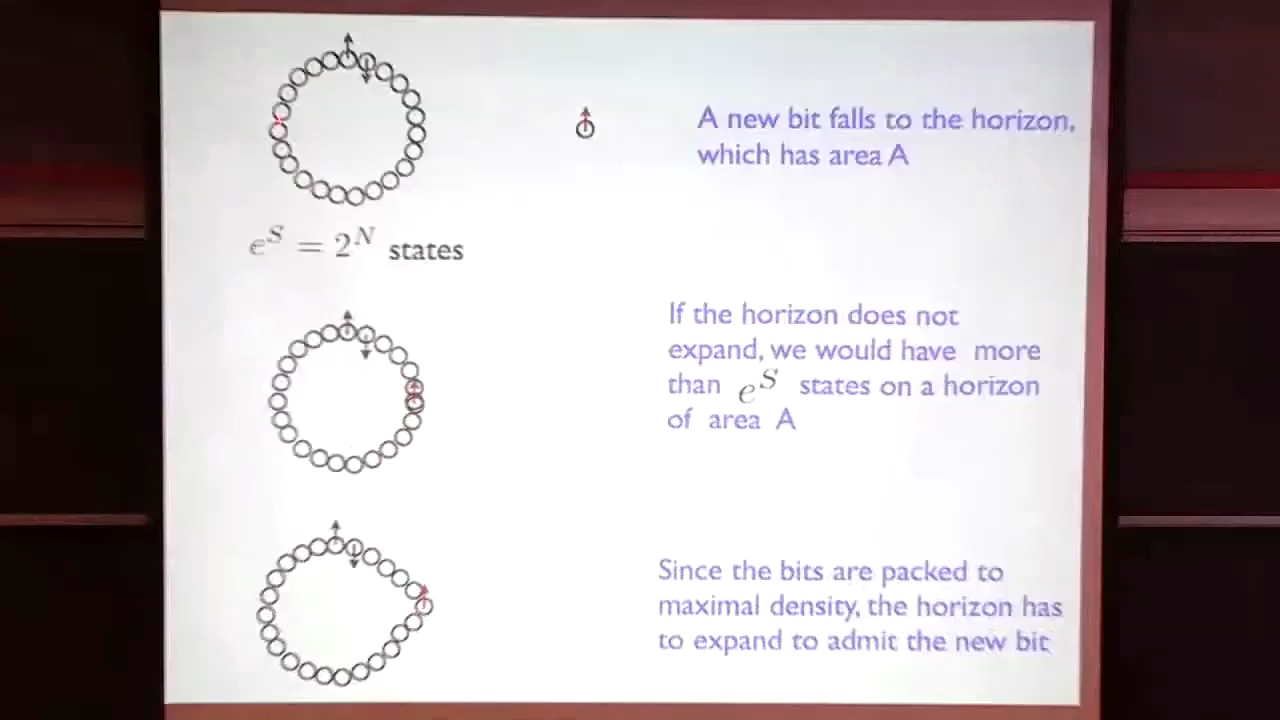 A new bit falls to the horizon,
which has area A
e^S = 2^N states
If the horizon does not
expand, we would have more
than e^S states on a horizon
of area A
Since the bits are packed to
maximal density, the horizon has
to expand to admit the new bit